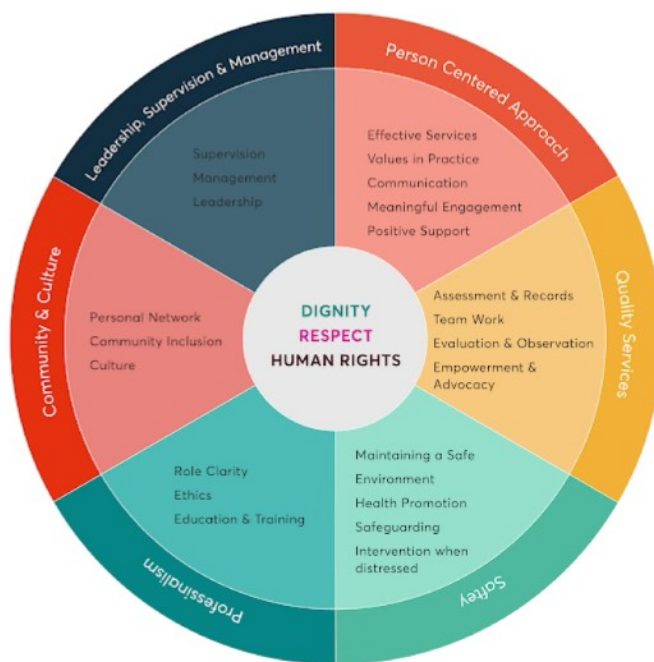 Leadership, Supervision & Management
Supervision
Management
Leadership
Person Centered Approach
Effective Services
Values in Practice
Communication
Meaningful Engagement
Positive Support
Quality Services
Assessment & Records
Team Work
Evaluation & Observation
Empowerment &
Advocacy
Softey
Maintaining a Safe
Environment
Health Promotion
Safeguarding
Intervention when
distressed
Professinalism
Role Clarity
Ethics
Education & Training
Community & Culture
Personal Network
Community Inclusion
Culture
DIGNITY
RESPECT
HUMAN RIGHTS